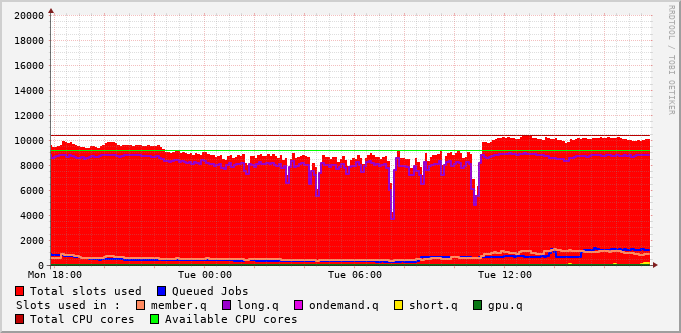 20000
18000
16000
14000
12000
10000
8000
6000
4000
2000
0
Mon 18:00 Tue 00:00 Tue 06:00 Tue 12:00
RRDTOOL / TOBI OETIKER
Total slots used Queued Jobs
Slots used in : member.q long.q ondemand.q short.q gpu.q
Total CPU cores Available CPU cores